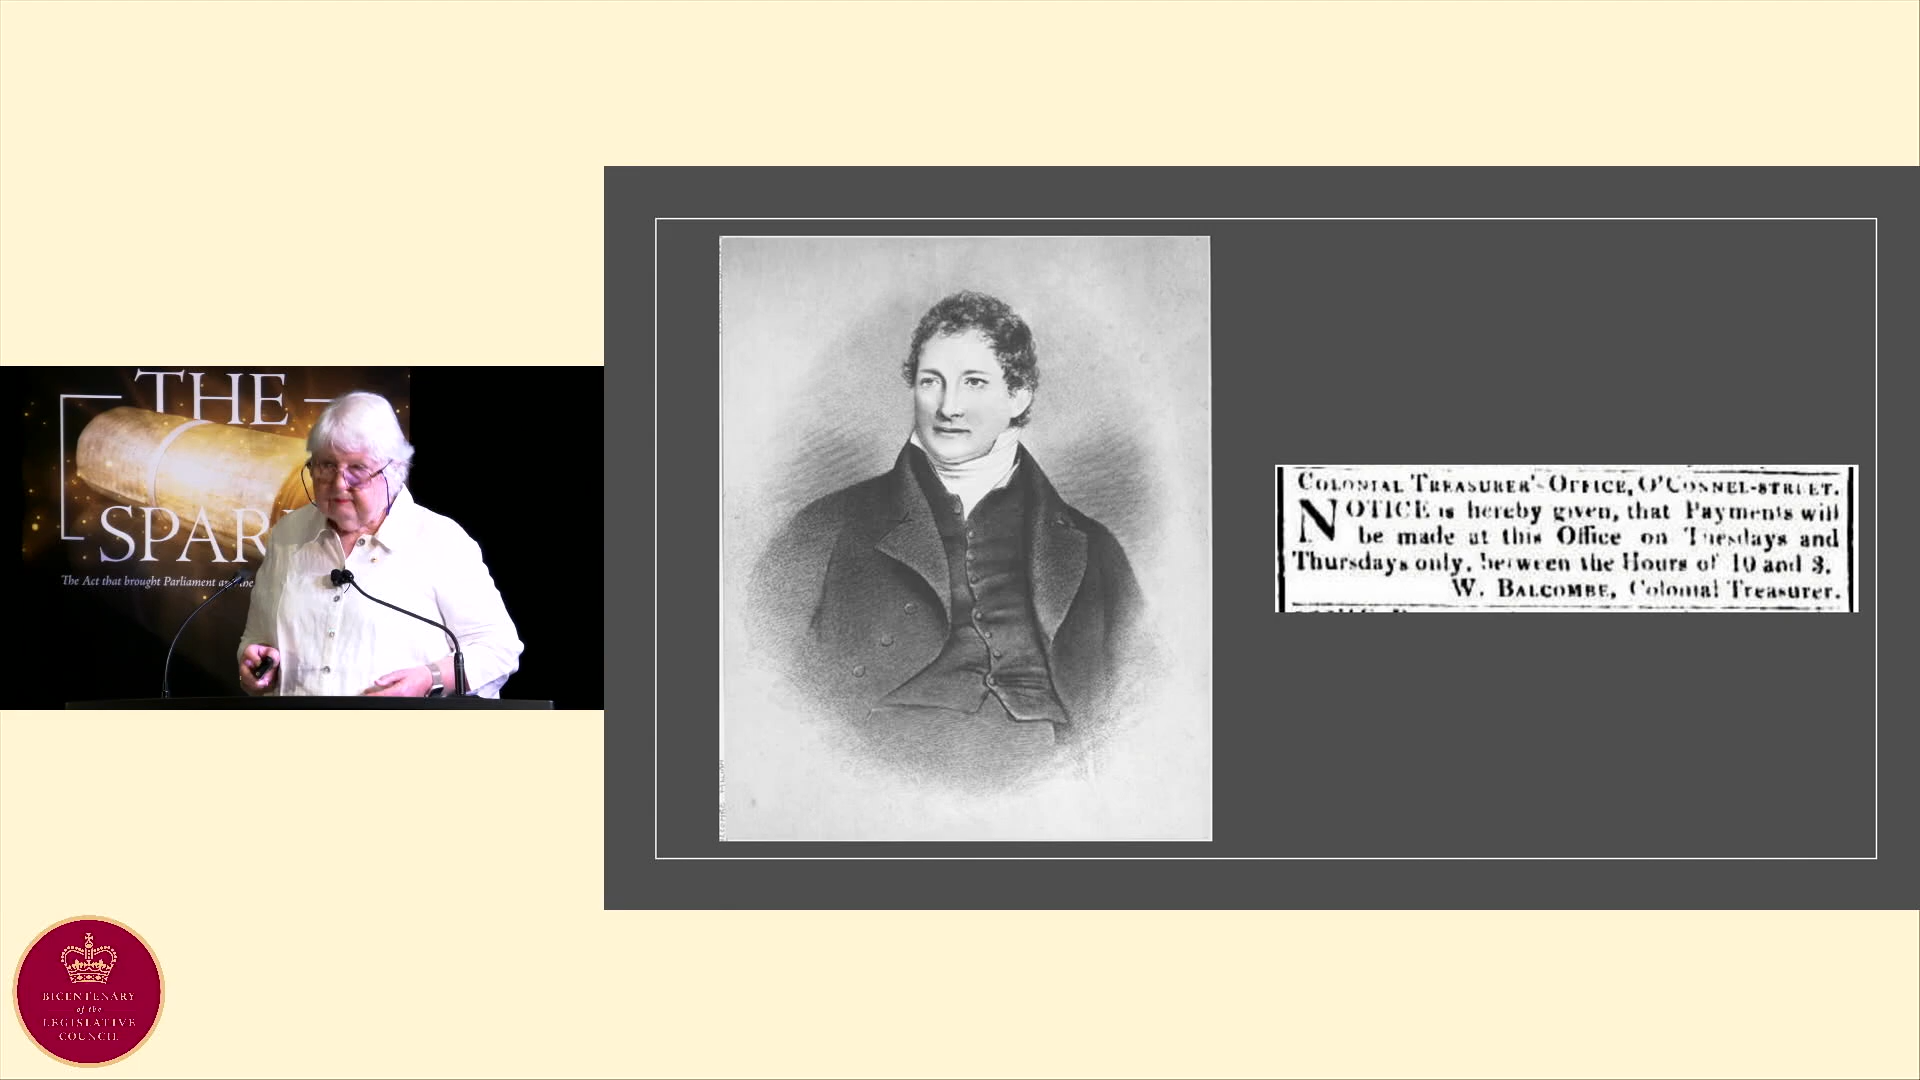 THE
SPAR
The Act that brought Parliament
COLONIAL TREASURER'S OFFICE, O'CONNEL-STREET.
NOTICE is hereby given, that Payments will
be made at this Office on Tuesdays and
Thursdays only, between the Hours of 10 and 3.
W. BALCOMBE, Colonial Treasurer.
BICENTENARY
of the
LEGISLATIVE
COUNCIL